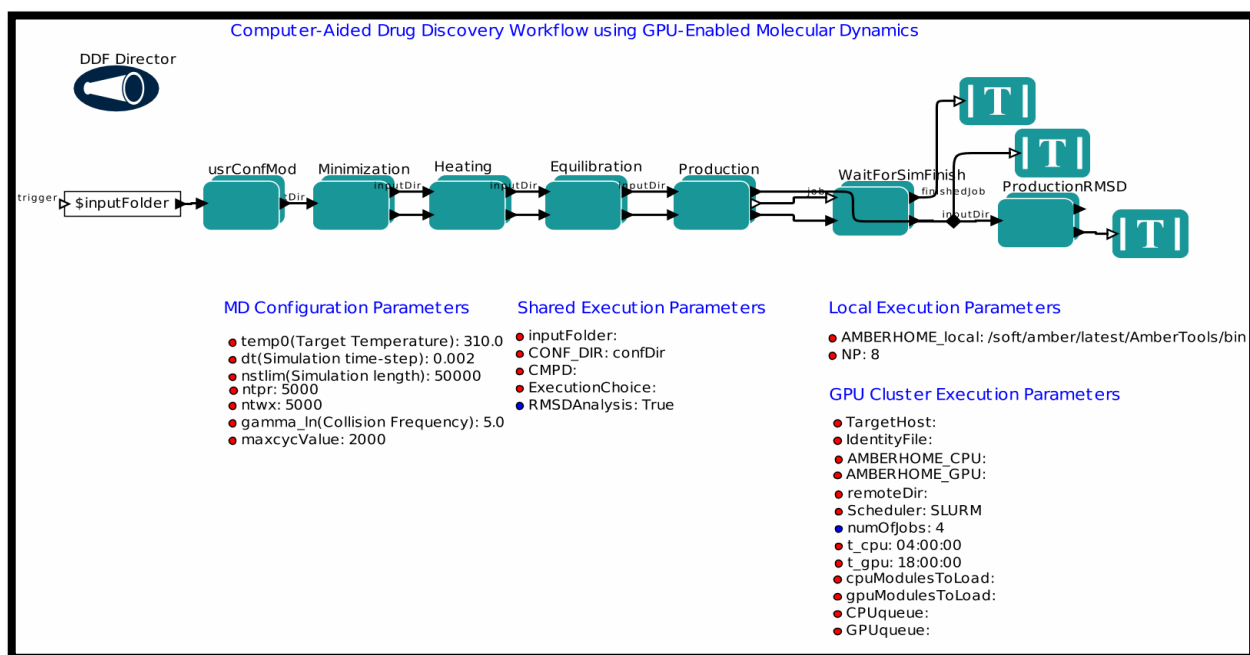 Computer-Aided Drug Discovery Workflow using GPU-Enabled Molecular Dynamics
DDF Director
T
T
T
trigger
$inputFolder
usrConfMod
Minimization
inputDir
Heating
inputDir
Equilibration
inputDir
Production
job
WaitForSimFinish
finishedJob
inputDir
ProductionRMSD
MD Configuration Parameters
temp0(Target Temperature): 310.0
dt(Simulation time-step): 0.002
nstlim(Simulation length): 50000
ntpr: 5000
ntwx: 5000
gamma_ln(Collision Frequency): 5.0
maxcycValue: 2000
Shared Execution Parameters
inputFolder:
CONF_DIR: confDir
CMPD:
ExecutionChoice:
RMSDAnalysis: True
Local Execution Parameters
AMBERHOME_local: /soft/amber/latest/AmberTools/bin
NP: 8
GPU Cluster Execution Parameters
TargetHost:
IdentityFile:
AMBERHOME_CPU:
AMBERHOME_GPU:
remoteDir:
Scheduler: SLURM
numOfJobs: 4
t_cpu: 04:00:00
t_gpu: 18:00:00
cpuModulesToLoad:
gpuModulesToLoad:
CPUqueue:
GPUqueue: